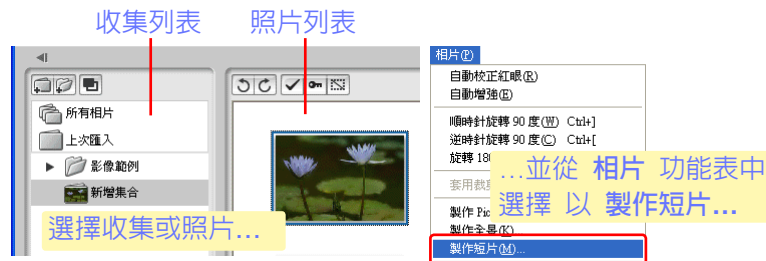 收集列表
照片列表
所有相片
上次匯入
影像範例
新增集合
選擇收集或照片...
相片(P)
自動校正紅眼(R)
自動增強(E)
順時針旋轉 90 度(W) Ctrl+]
逆時針旋轉 90 度(C) Ctrl+[
旋轉 180
套用裁
...並從 相片 功能表中
選擇 以 製作短片...
製作 Pic
製作全景(K)...
製作短片(M)...